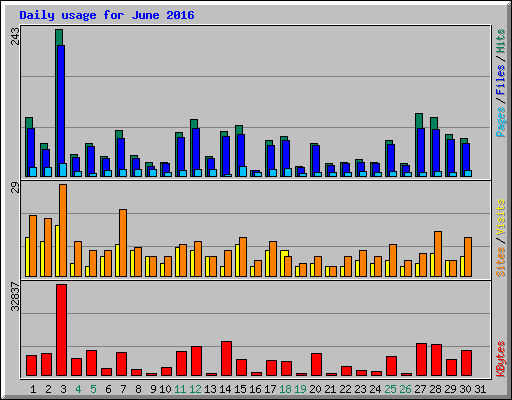 Daily usage for June 2016
243
Pages / Files / Hits
29
Sites / Visits
32837
KBytes
1 2 3 4 5 6 7 8 9 10 11 12 13 14 15 16 17 18 19 20 21 22 23 24 25 26 27 28 29 30 31